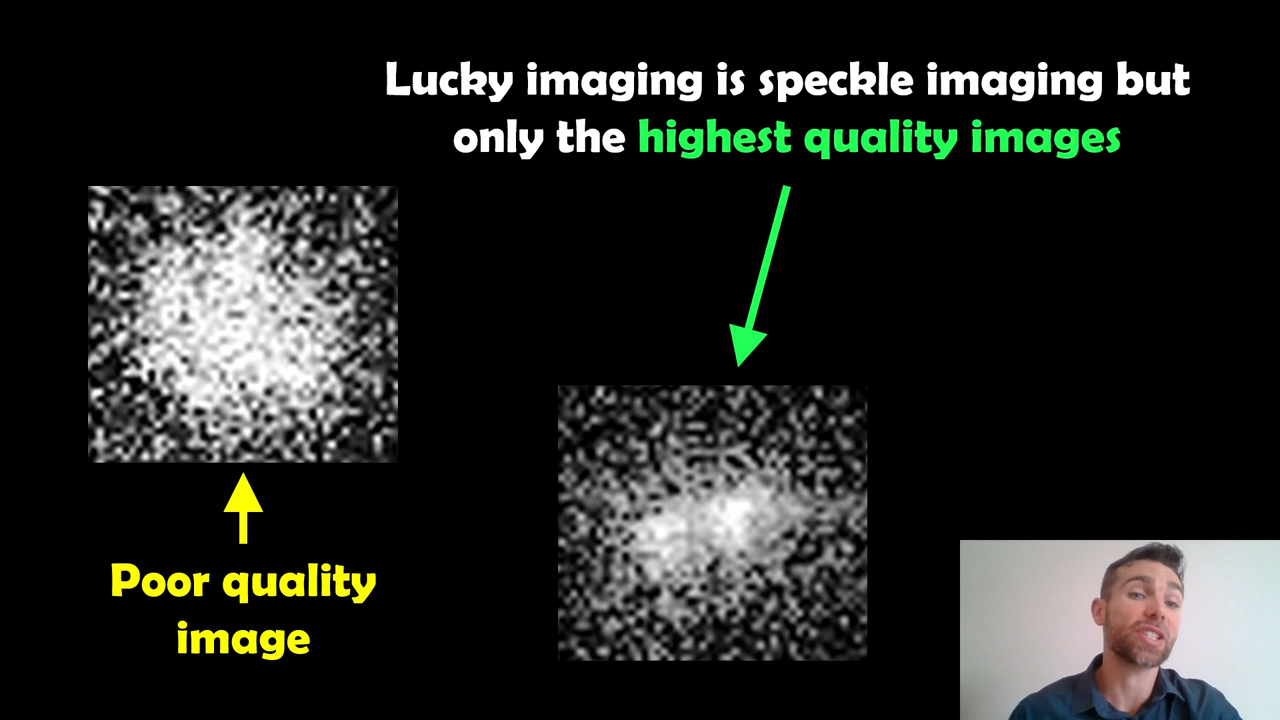 Lucky imaging is speckle imaging but
only the highest quality images
Poor quality
image